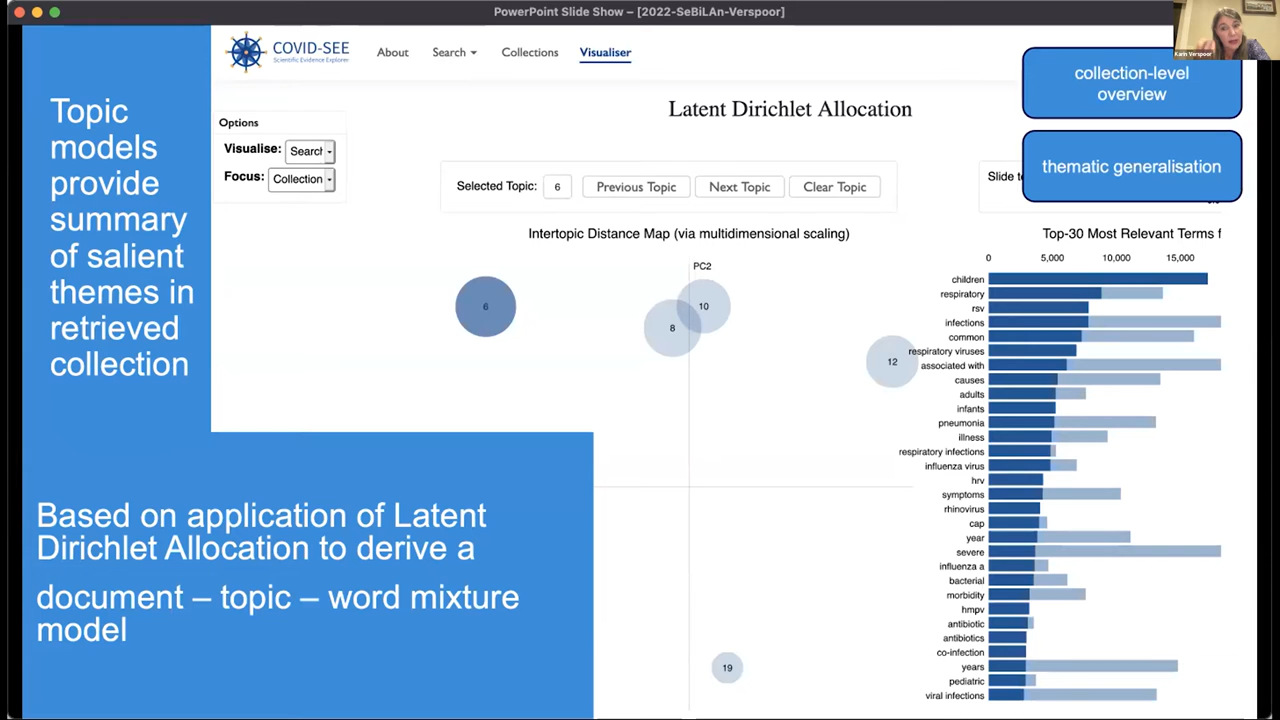 PowerPoint Slide Show – [2022-SeBiLAn-Verspoor]
Karin Verspoor
COVID-SEE
Scientific Evidence Explorer
About
Search
Collections
Visualiser
collection-level
overview
thematic generalisation
Topic
models
provide
summary
of salient
themes in
retrieved
collection
Based on application of Latent
Dirichlet Allocation to derive a
document – topic – word mixture
model
Options
Visualise:
Search
Focus:
Collection
Latent Dirichlet Allocation
Selected Topic: 6
Previous Topic
Next Topic
Clear Topic
Slide to
Intertopic Distance Map (via multidimensional scaling)
PC2
6
10
8
12
19
Top-30 Most Relevant Terms f
0 5,000 10,000 15,000
children
respiratory
rsv
infections
common
respiratory viruses
associated with
causes
adults
infants
pneumonia
illness
respiratory infections
influenza virus
hrv
symptoms
rhinovirus
cap
year
severe
influenza a
bacterial
morbidity
hmpv
antibiotic
antibiotics
co-infection
years
pediatric
viral infections